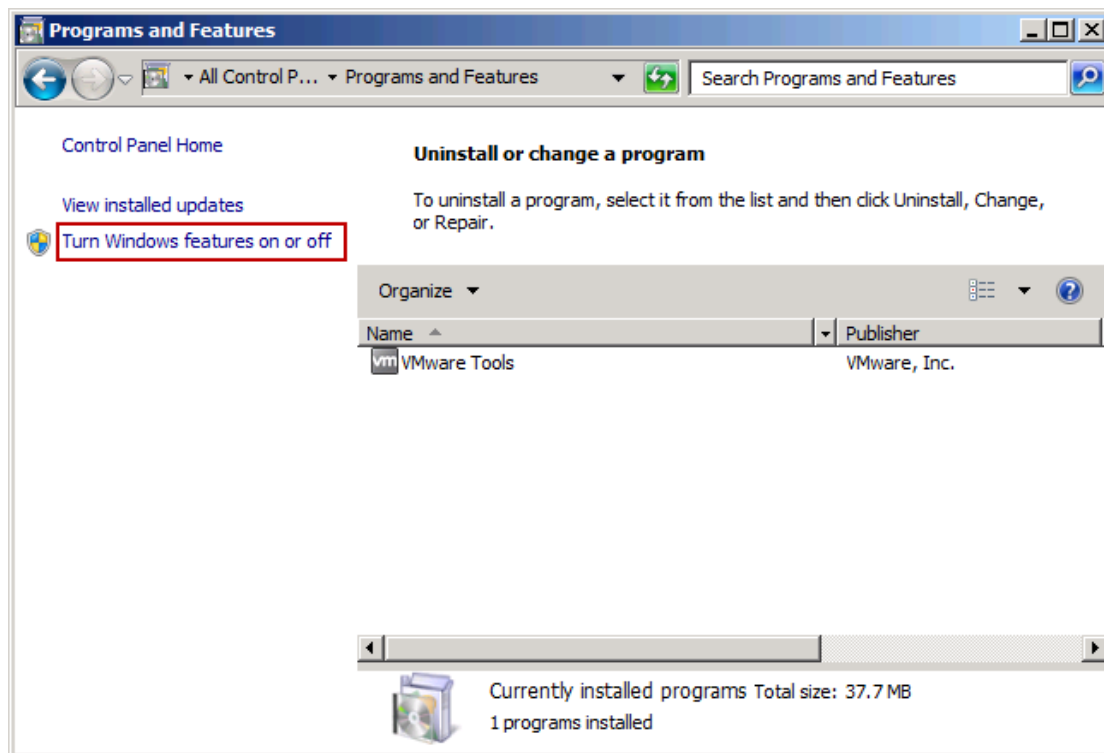 Programs and Features
All Control P... Programs and Features
Search Programs and Features
Control Panel Home
View installed updates
Turn Windows features on or off
Uninstall or change a program
To uninstall a program, select it from the list and then click Uninstall, Change,
or Repair.
Organize
Name Publisher
vm VMware Tools VMware, Inc.
Currently installed programs Total size: 37.7 MB
1 programs installed